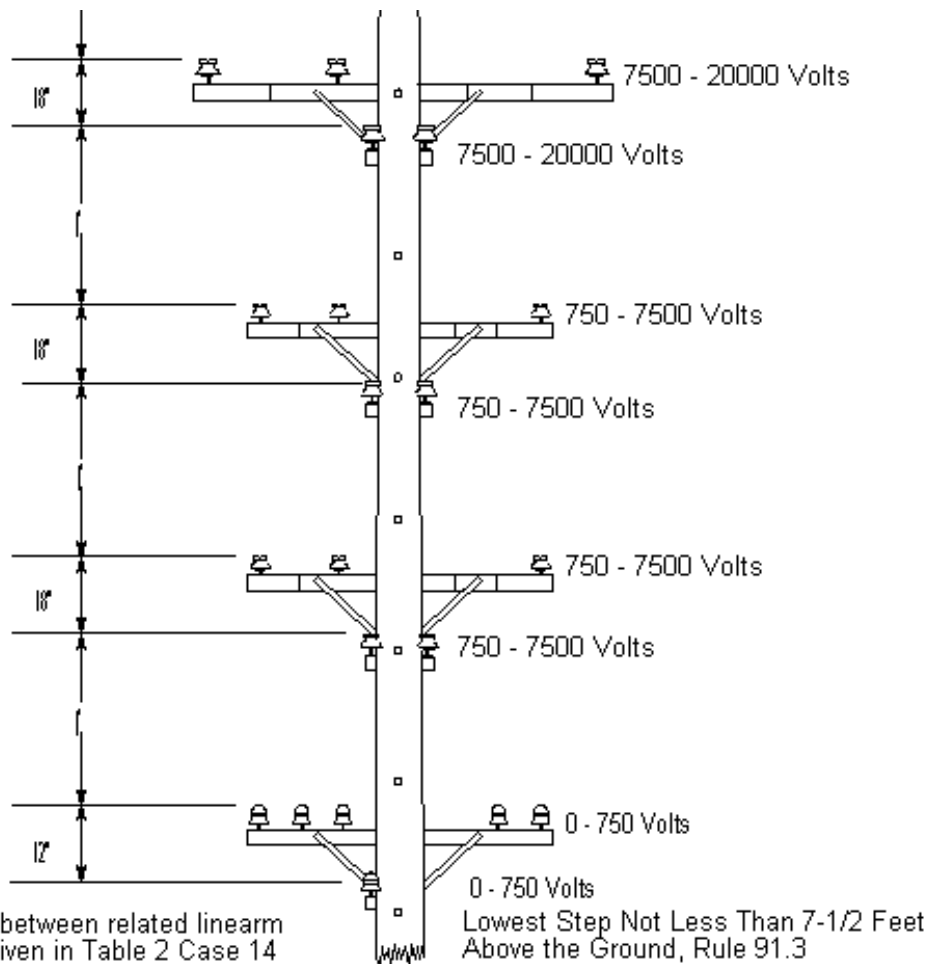 7500 - 20000 Volts
18"
7500 - 20000 Volts
750 - 7500 Volts
18"
750 - 7500 Volts
750 - 7500 Volts
18"
750 - 7500 Volts
0 - 750 Volts
12"
0 - 750 Volts
between related linearm
iven in Table 2 Case 14
Lowest Step Not Less Than 7-1/2 Feet
Above the Ground, Rule 91.3